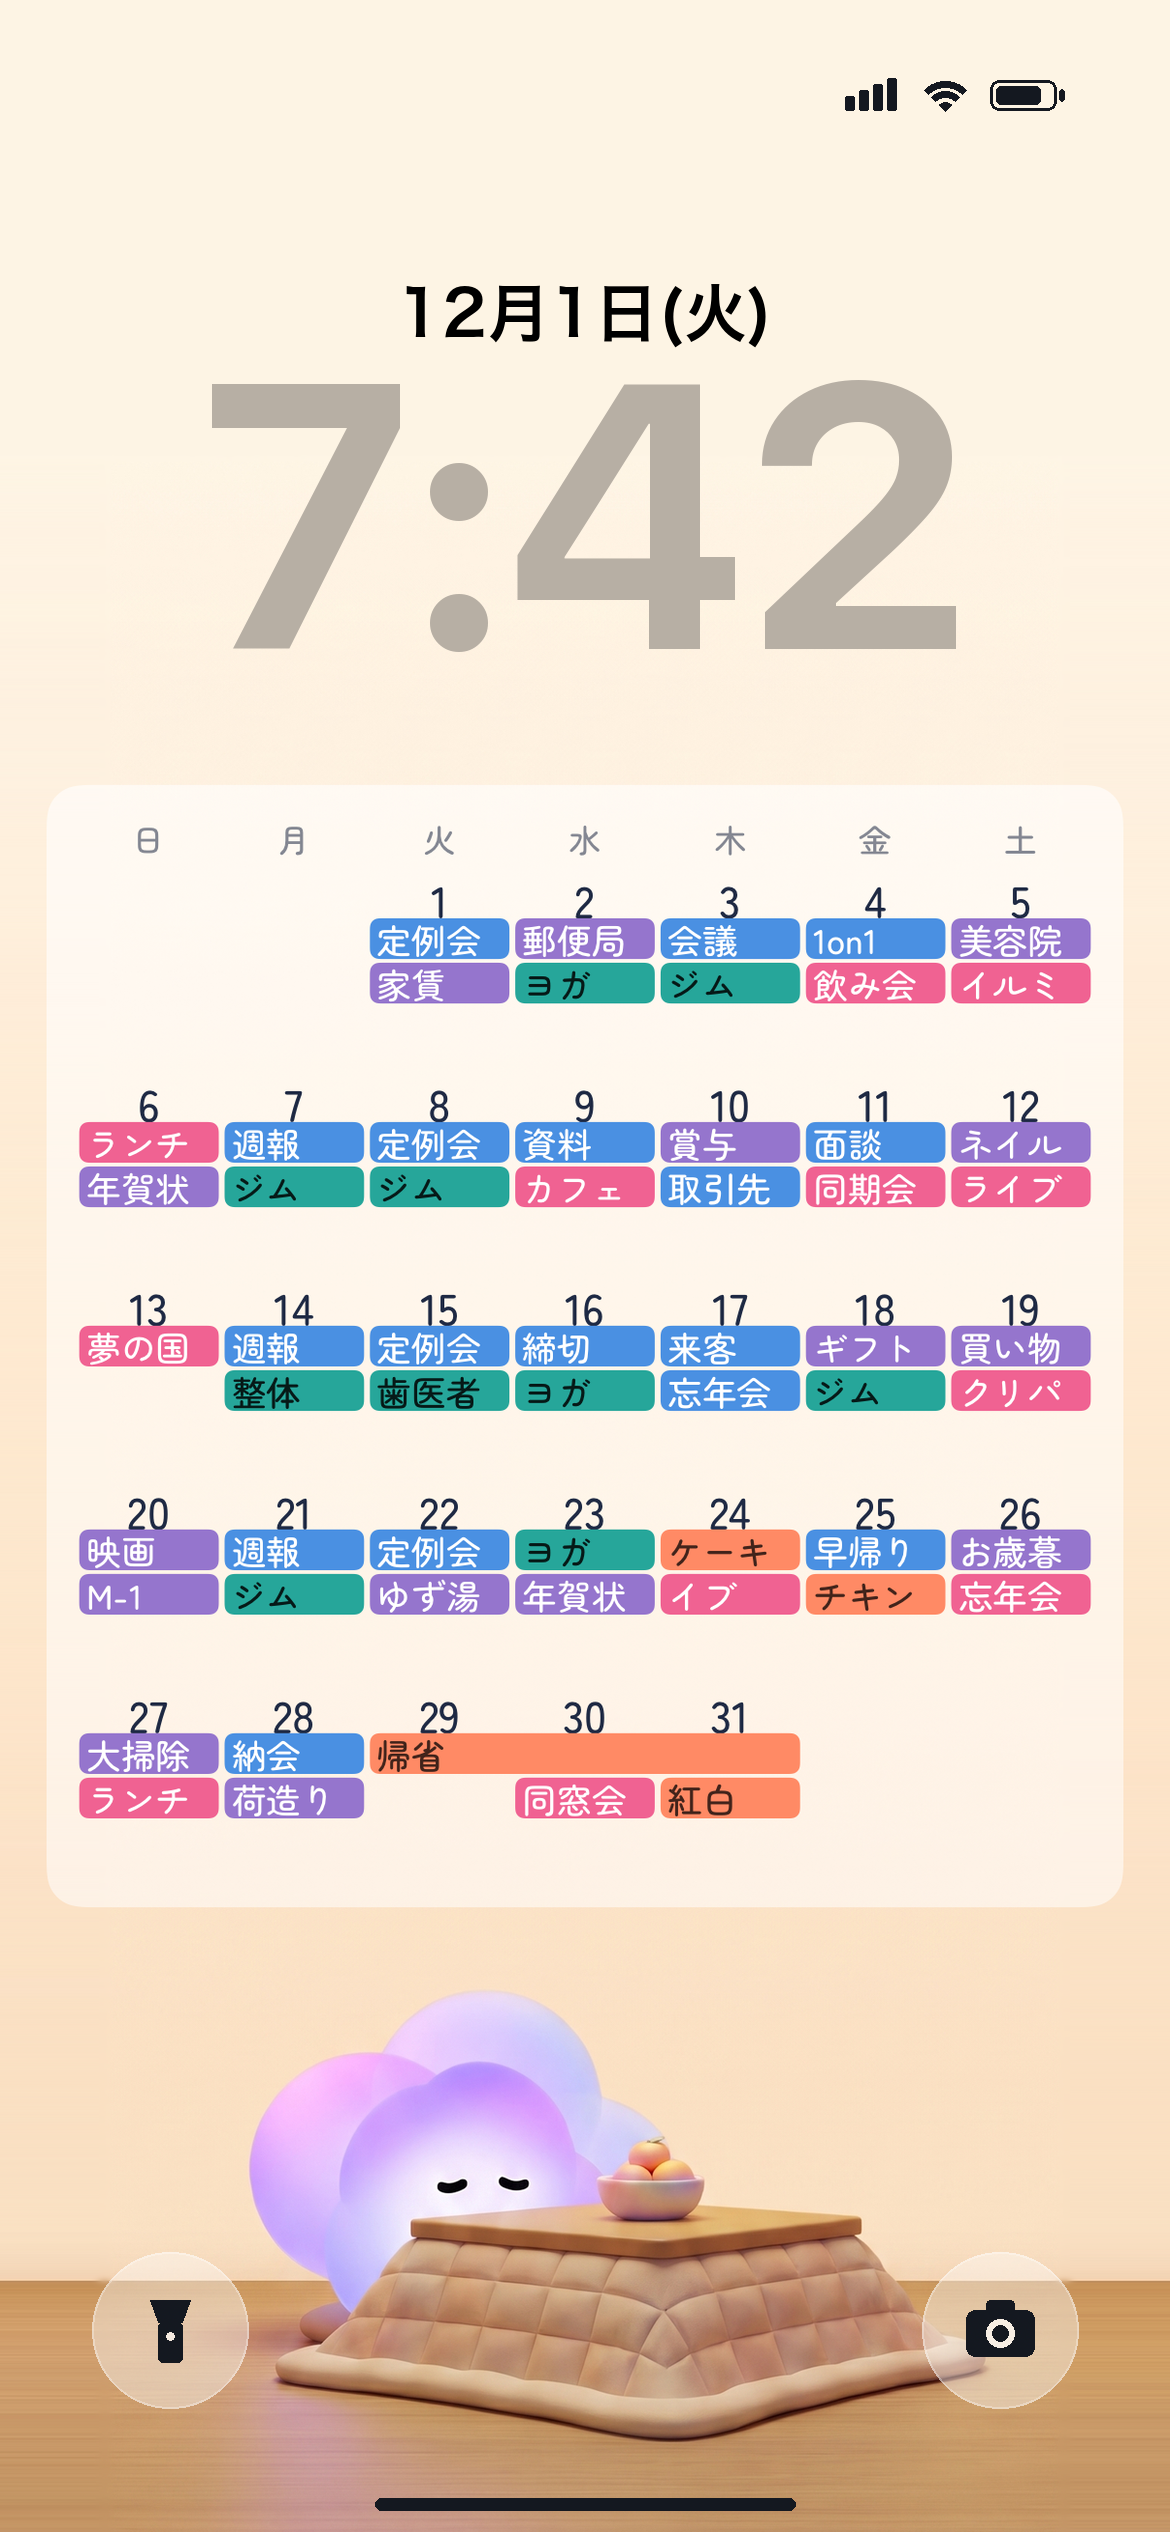 12月1日(火)
7:42
日 月 火 水 木 金 土
1 2 3 4 5
定例会 郵便局 会議 1on1 美容院
家賃 ヨガ ジム 飲み会 イルミ
6 7 8 9 10 11 12
ランチ 週報 定例会 資料 賞与 面談 ネイル
年賀状 ジム ジム カフェ 取引先 同期会 ライブ
13 14 15 16 17 18 19
夢の国 週報 定例会 締切 来客 ギフト 買い物
整体 歯医者 ヨガ 忘年会 ジム クリパ
20 21 22 23 24 25 26
映画 週報 定例会 ヨガ ケーキ 早帰り お歳暮
M-1 ジム ゆず湯 年賀状 イブ チキン 忘年会
27 28 29 30 31
大掃除 納会 帰省
ランチ 荷造り 同窓会 紅白